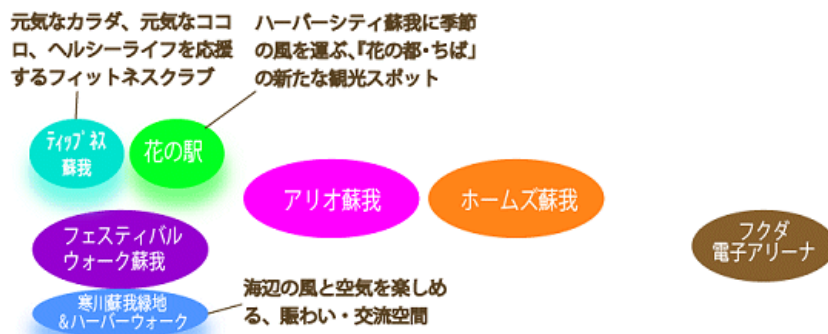 元気なカラダ、元気なココ
ロ、ヘルシーライフを応援
するフィットネスクラブ
ハーバーシティ蘇我に季節
の風を運ぶ、『花の都・ちば』
の新たな観光スポット
ﾃｨｯﾌﾟﾈｽ
蘇我
花の駅
アリオ蘇我
ホームズ蘇我
フェスティバル
ウォーク蘇我
フクダ
電子アリーナ
寒川蘇我緑地
＆ハーバーウォーク
海辺の風と空気を楽しめ
る、賑わい・交流空間